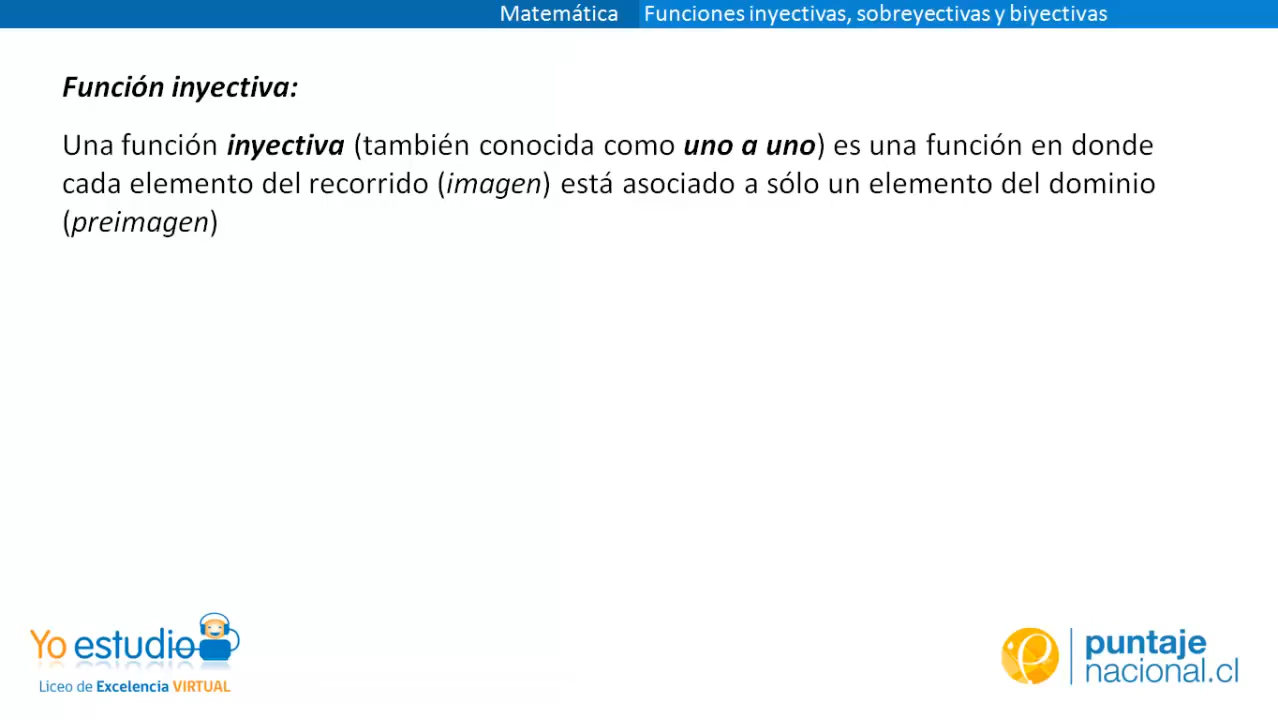 Matemática Funciones inyectivas, sobreyectivas y biyectivas
Función inyectiva:
Una función inyectiva (también conocida como uno a uno) es una función en donde
cada elemento del recorrido (imagen) está asociado a sólo un elemento del dominio
(preimagen)
Yo estudio
Liceo de Excelencia VIRTUAL
puntaje
nacional.cl